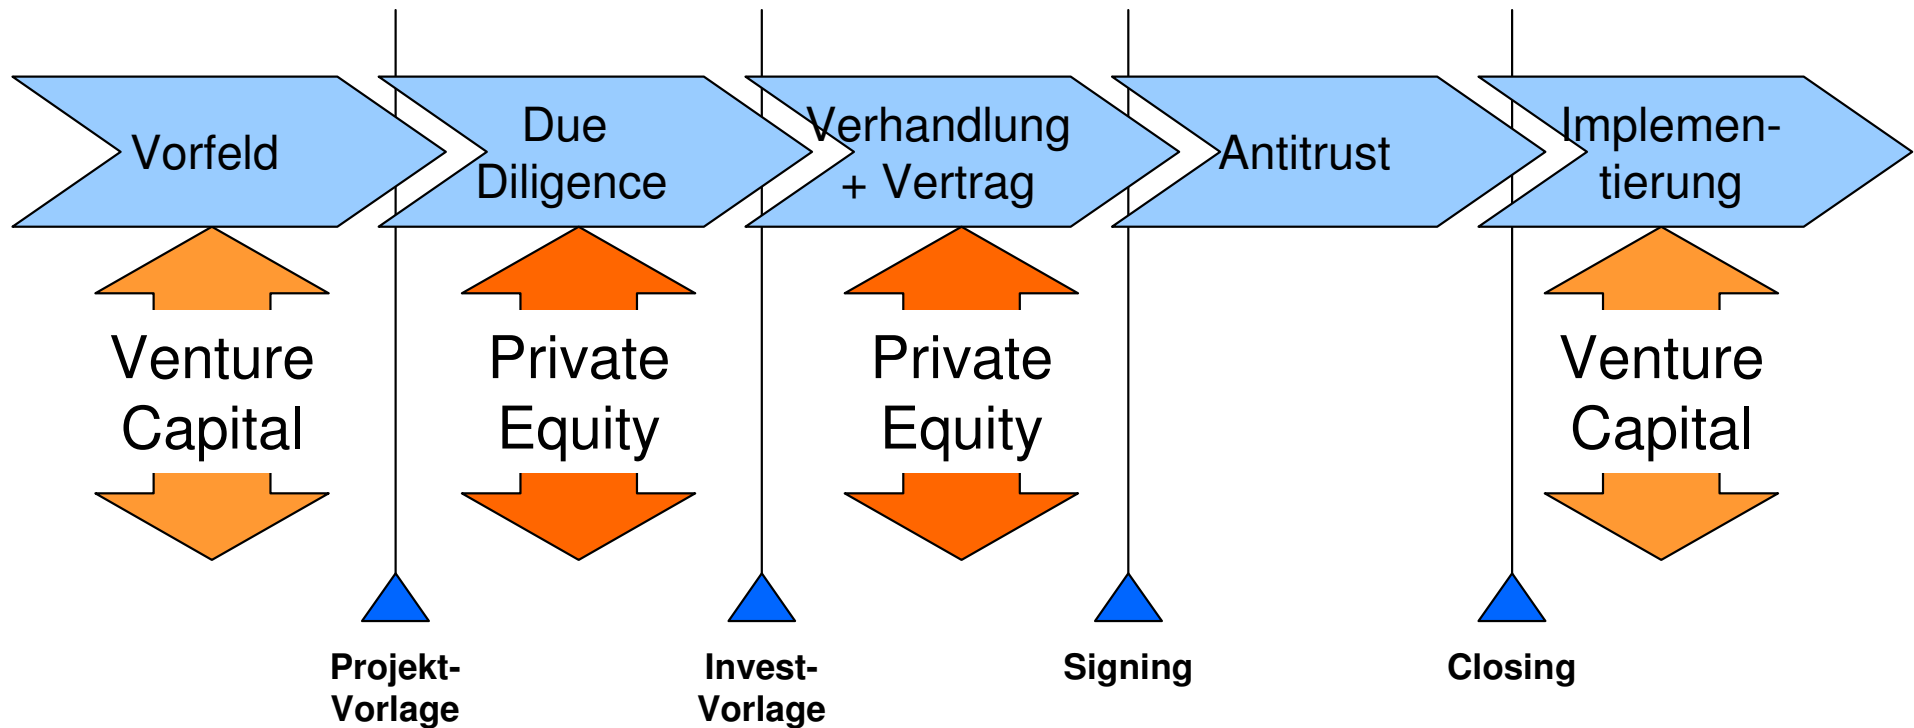 Vorfeld
Due
Diligence
Verhandlung
+ Vertrag
Antitrust
Implemen-
tierung
Venture
Capital
Private
Equity
Private
Equity
Venture
Capital
Projekt-
Vorlage
Invest-
Vorlage
Signing
Closing